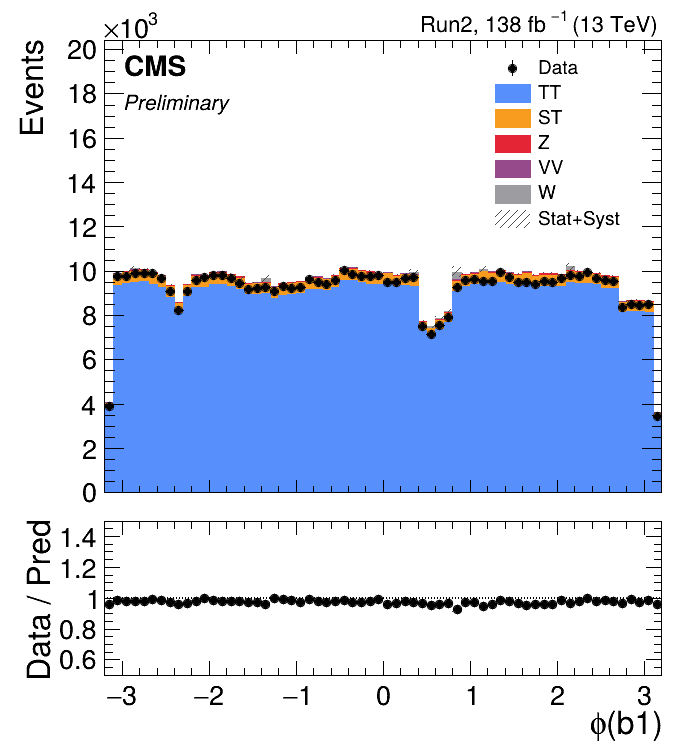 ×10³
Run2, 138 fb⁻¹ (13 TeV)
Events
CMS
Preliminary
Data
TT
ST
Z
VV
W
Stat+Syst
20
18
16
14
12
10
8
6
4
2
0
Data / Pred
1.4
1.2
1
0.8
0.6
−3 −2 −1 0 1 2 3
ϕ(b1)